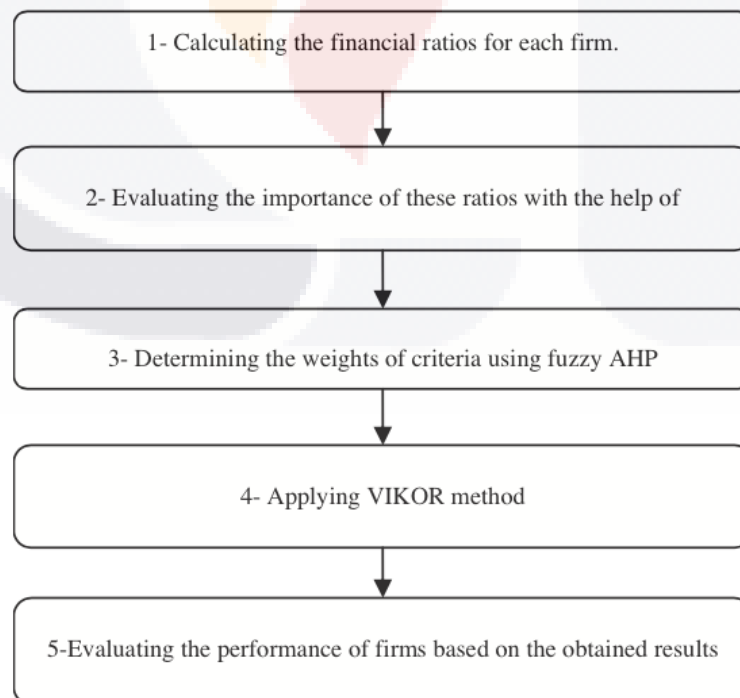 1- Calculating the financial ratios for each firm.
2- Evaluating the importance of these ratios with the help of
3- Determining the weights of criteria using fuzzy AHP
4- Applying VIKOR method
5-Evaluating the performance of firms based on the obtained results